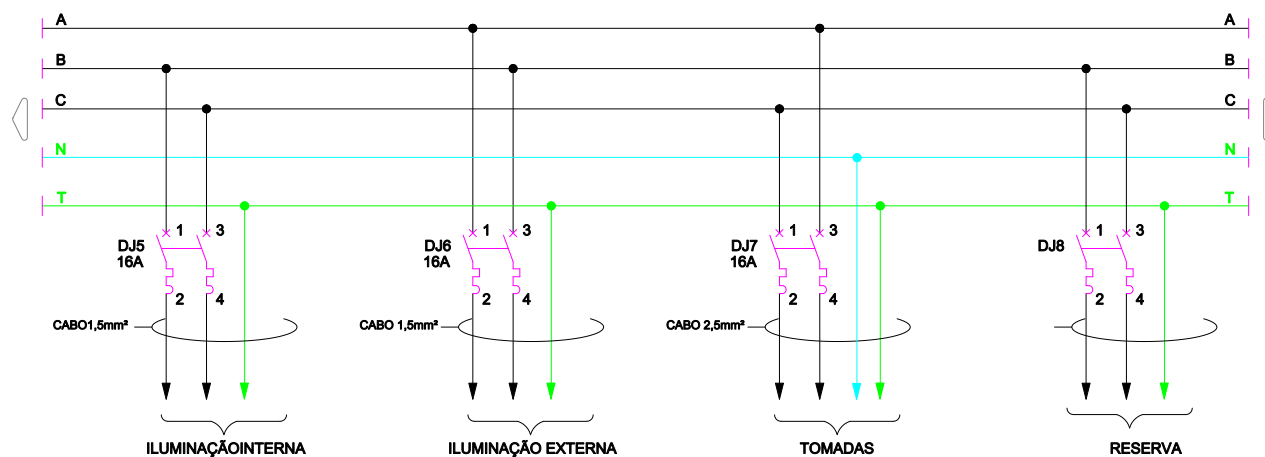 A A
B B
C C
N N
T T
1 3 1 3 1 3 1 3
DJ5 DJ6 DJ7 DJ8
16A 16A 16A
2 4 2 4 2 4 2 4
CABO1,5mm² CABO 1,5mm² CABO 2,5mm²
ILUMINAÇÃOINTERNA ILUMINAÇÃO EXTERNA TOMADAS RESERVA